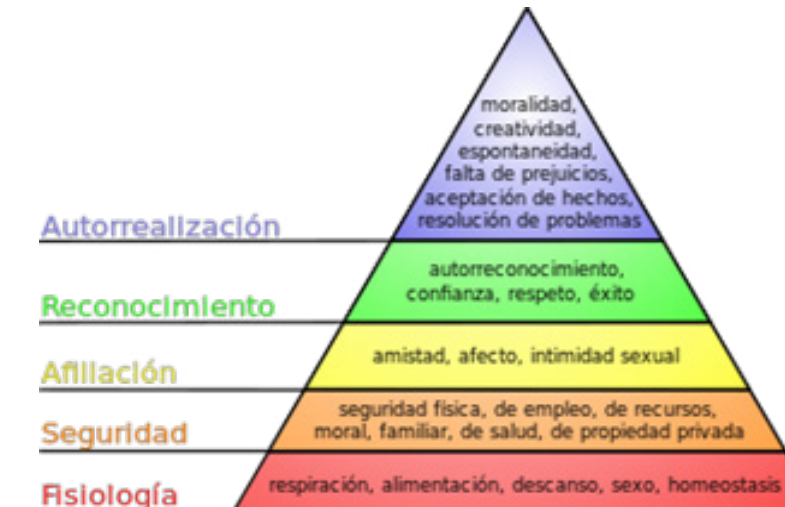 moralidad,
creatividad,
espontaneidad,
falta de prejuicios,
aceptación de hechos,
resolución de problemas
Autorrealización
autorreconocimiento,
confianza, respeto, éxito
Reconocimiento
amistad, afecto, intimidad sexual
Afiliación
seguridad física, de empleo, de recursos,
moral, familiar, de salud, de propiedad privada
Seguridad
respiración, alimentación, descanso, sexo, homeostasis
Fisiología